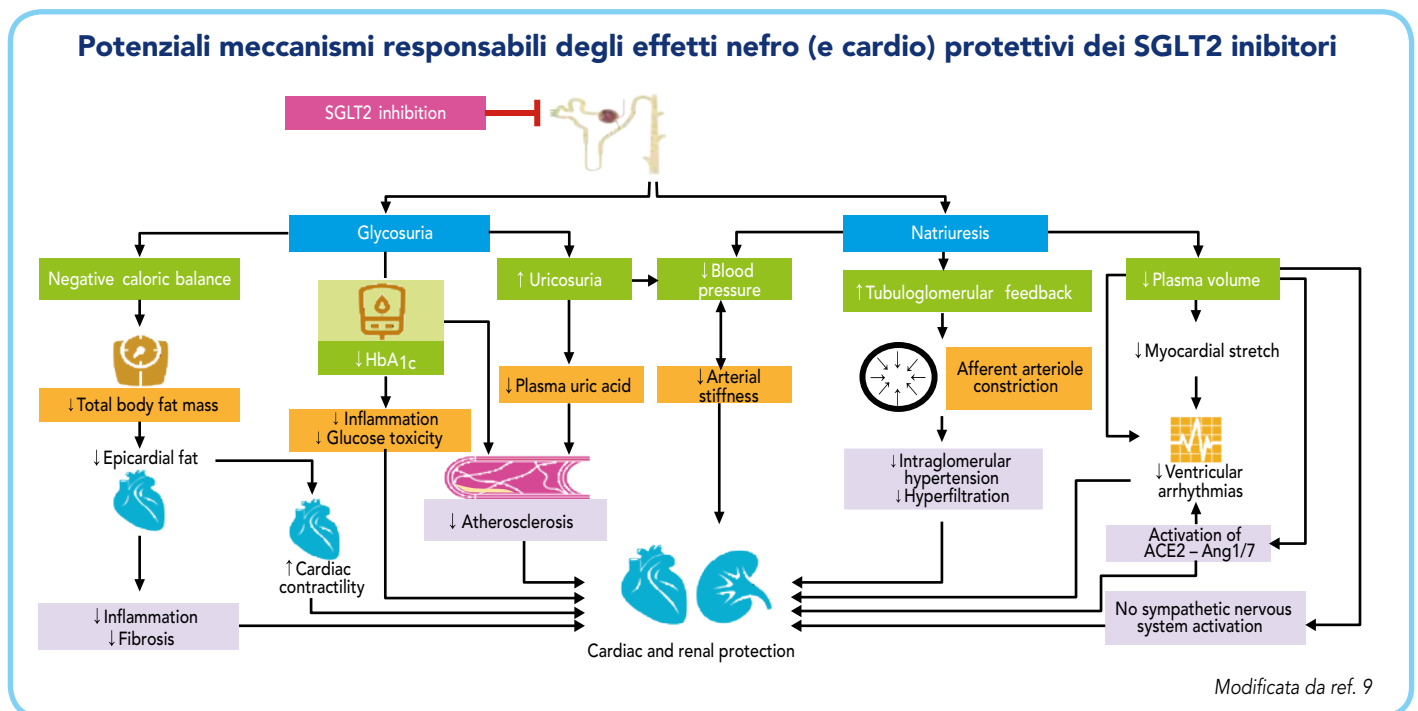 Potenziali meccanismi responsabili degli effetti nefro (e cardio) protettivi dei SGLT2 inibitori
SGLT2 inhibition
Glycosuria
Natriuresis
Negative caloric balance
↑ Uricosuria
↓ Blood
pressure
↑ Tubuloglomerular feedback
↓ Plasma volume
↓ HbA1c
↓ Myocardial stretch
Afferent arteriole
constriction
↓ Plasma uric acid
↓ Arterial
stiffness
↓ Total body fat mass
↓ Inflammation
↓ Glucose toxicity
↓ Epicardial fat
↓ Intraglomerular
hypertension
↓ Hyperfiltration
↓ Ventricular
arrhythmias
↓ Atherosclerosis
Activation of
ACE2 – Ang1/7
↑ Cardiac
contractility
↓ Inflammation
↓ Fibrosis
No sympathetic nervous
system activation
Cardiac and renal protection
Modificata da ref. 9